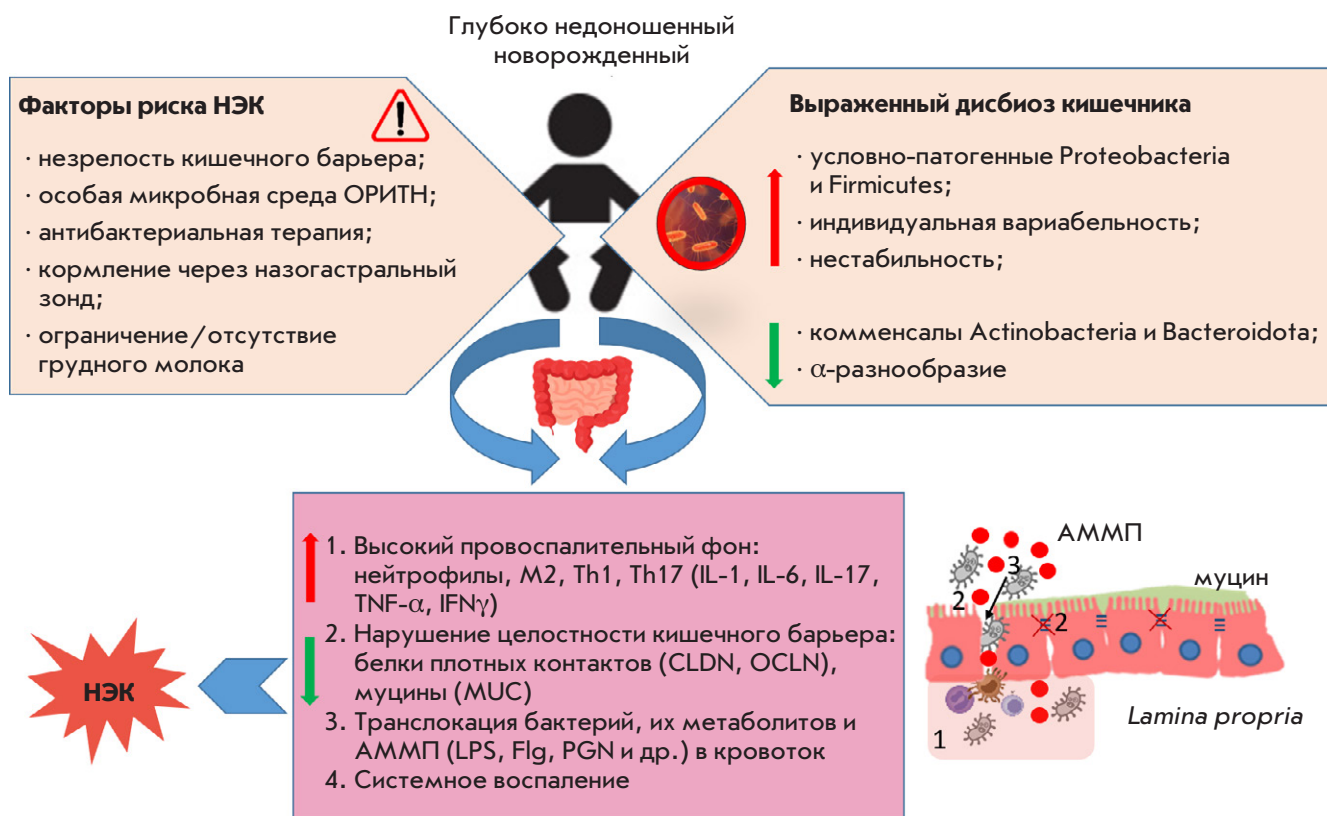 Глубоко недоношенный
новорожденный
Факторы риска НЭК
· незрелость кишечного барьера;
· особая микробная среда ОРИТН;
· антибактериальная терапия;
· кормление через назогастральный
зонд;
· ограничение/отсутствие
грудного молока
Выраженный дисбиоз кишечника
· условно-патогенные Proteobacteria
и Firmicutes;
· индивидуальная вариабельность;
· нестабильность;
· комменсалы Actinobacteria и Bacteroidota;
· α-разнообразие
1. Высокий провоспалительный фон:
нейтрофилы, М2, Th1, Th17 (IL-1, IL-6, IL-17,
TNF-α, IFNγ)
2. Нарушение целостности кишечного барьера:
белки плотных контактов (CLDN, OCLN),
муцины (MUC)
3. Транслокация бактерий, их метаболитов и
АММП (LPS, Flg, PGN и др.) в кровоток
4. Системное воспаление
НЭК
АММП
3
муцин
2
2
Lamina propria
1